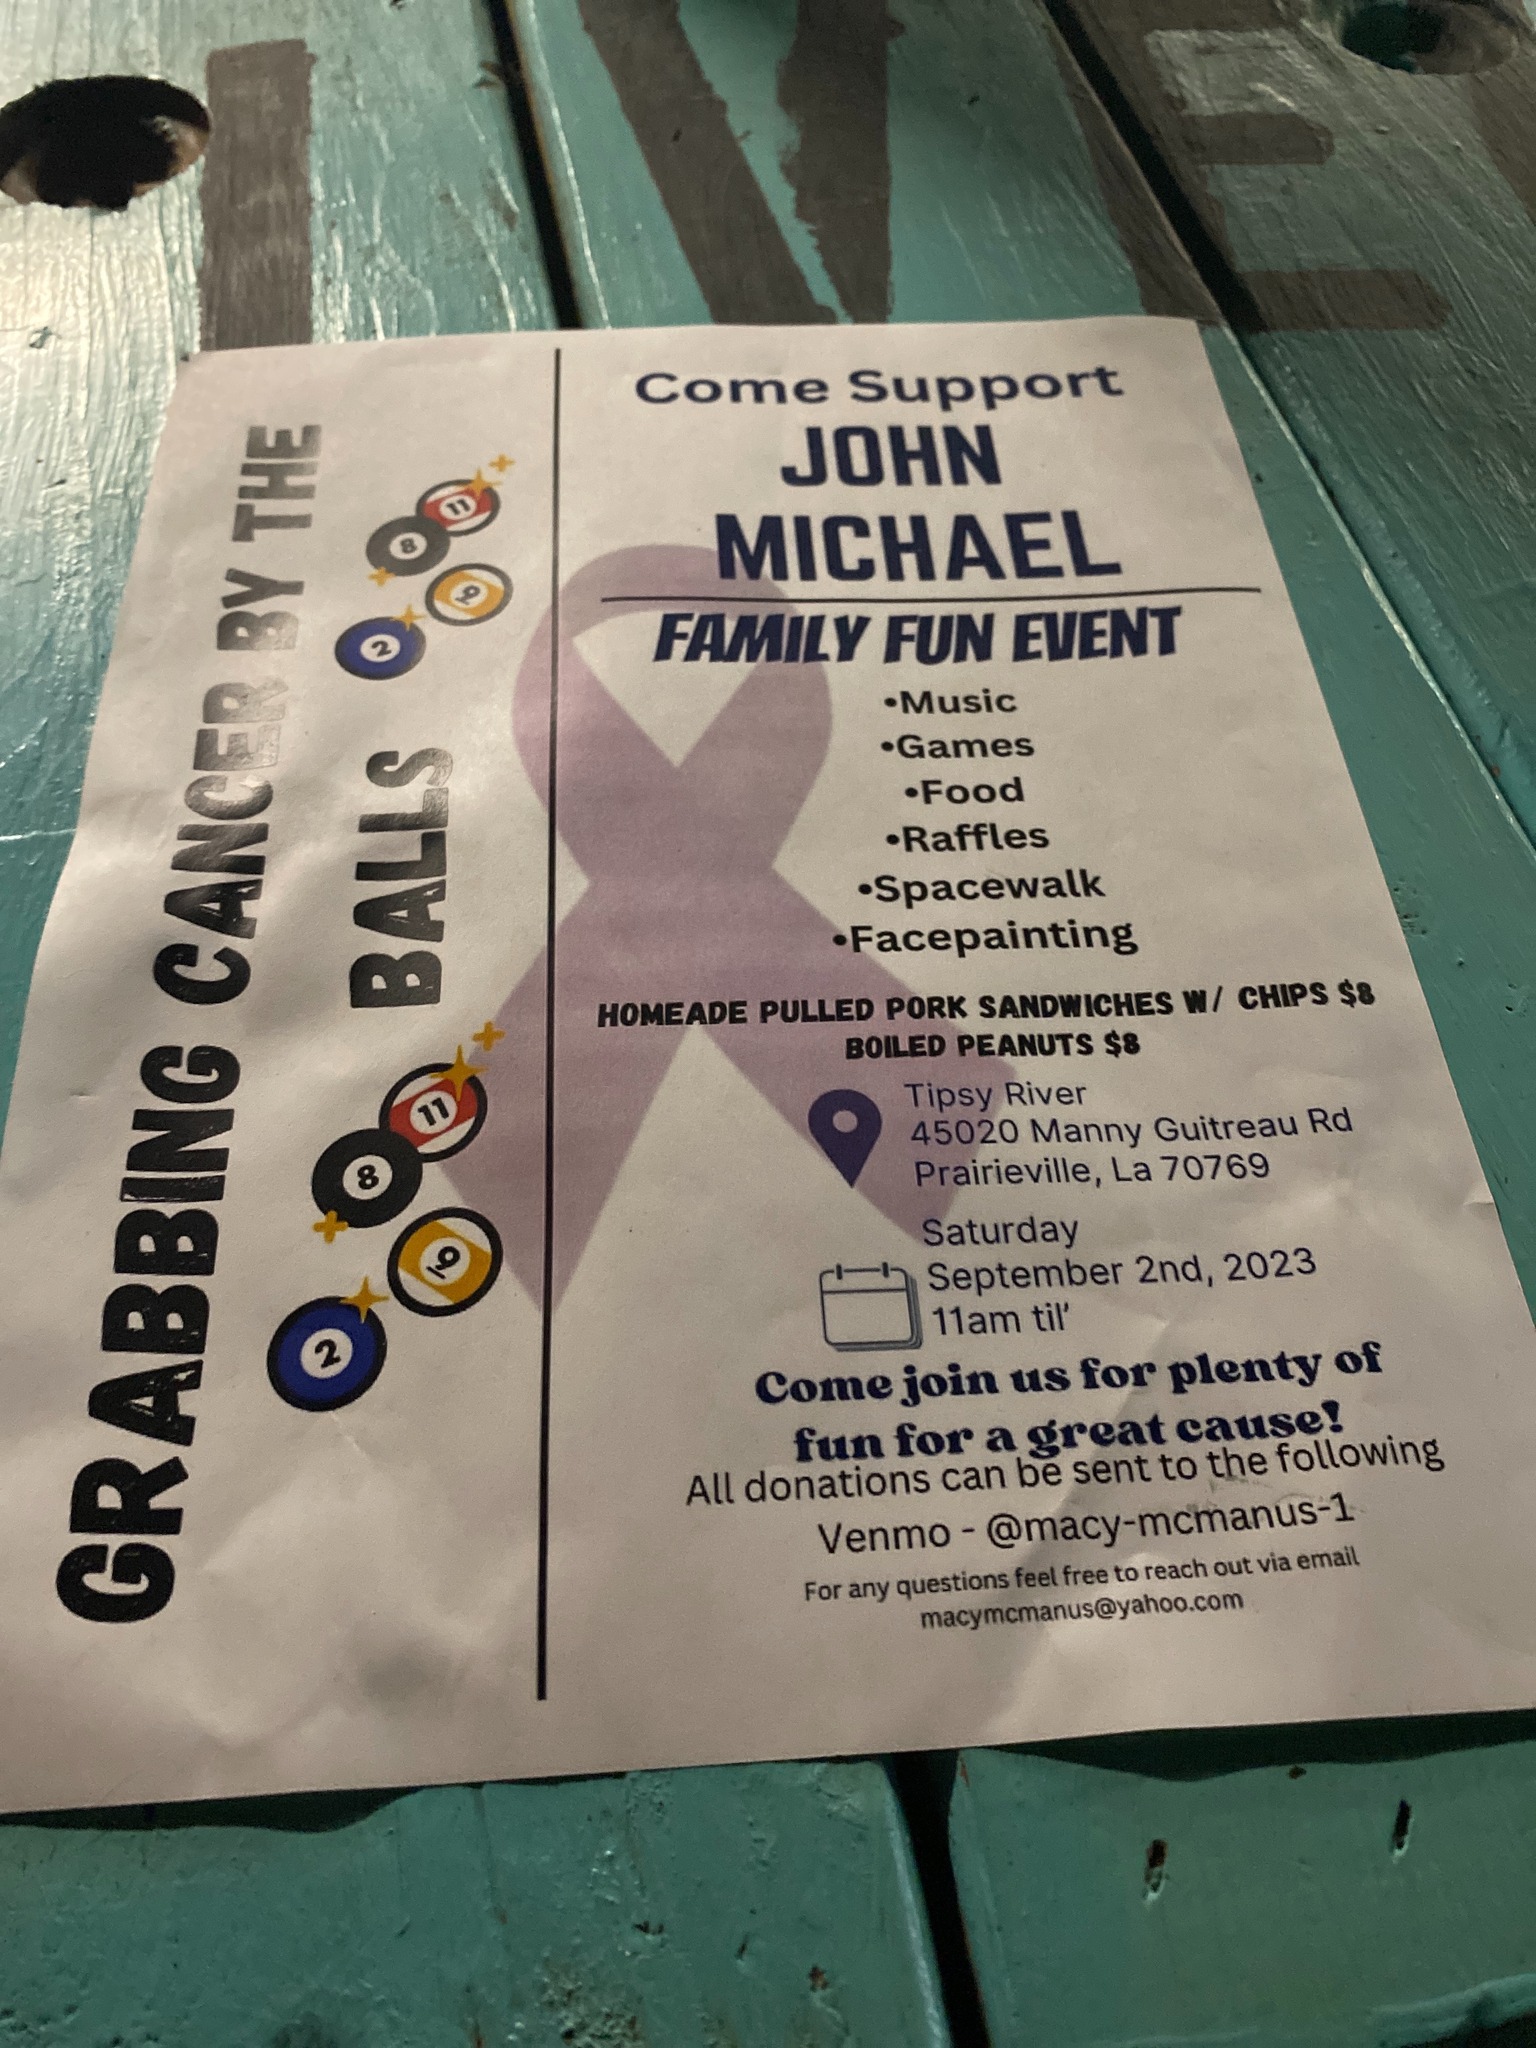 GRABBING CANCER BY THE
BALLS
11
8
9
2
11
8
9
2
Come Support
JOHN
MICHAEL
FAMILY FUN EVENT
•Music
•Games
•Food
•Raffles
•Spacewalk
•Facepainting
HOMEADE PULLED PORK SANDWICHES W/ CHIPS $8
BOILED PEANUTS $8
Tipsy River
45020 Manny Guitreau Rd
Prairieville, La 70769
Saturday
September 2nd, 2023
11am til’
Come join us for plenty of
fun for a great cause!
All donations can be sent to the following
Venmo - @macy-mcmanus-1
For any questions feel free to reach out via email
macymcmanus@yahoo.com